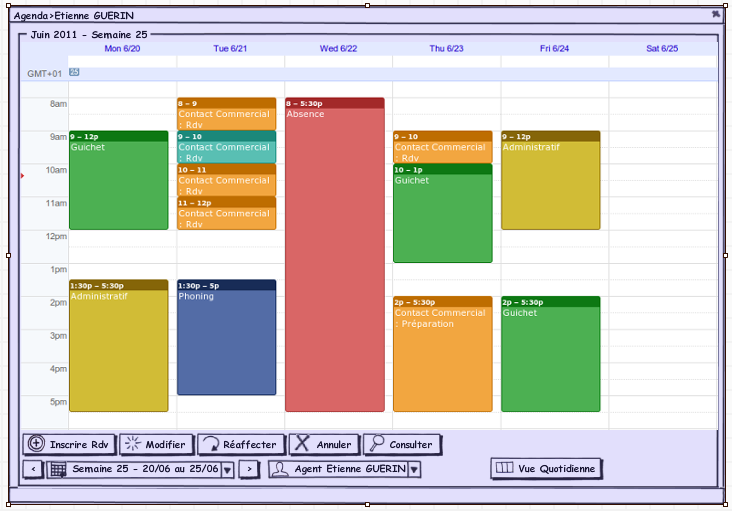 Agenda>Etienne GUERIN
Juin 2011 - Semaine 25
Mon 6/20 Tue 6/21 Wed 6/22 Thu 6/23 Fri 6/24 Sat 6/25
GMT+01 25
8am
9am
10am
11am
12pm
1pm
2pm
3pm
4pm
5pm
9 – 12p
Guichet
1:30p – 5:30p
Administratif
8 – 9
Contact Commercial
: Rdv
9 – 10
Contact Commercial
: Rdv
10 – 11
Contact Commercial
: Rdv
11 – 12p
Contact Commercial
: Rdv
1:30p – 5p
Phoning
8 – 5:30p
Absence
9 – 10
Contact Commercial
: Rdv
10 – 1p
Guichet
2p – 5:30p
Contact Commercial
: Préparation
9 – 12p
Administratif
2p – 5:30p
Guichet
Inscrire Rdv Modifier Réaffecter Annuler Consulter
< Semaine 25 - 20/06 au 25/06 > Agent Etienne GUERIN Vue Quotidienne